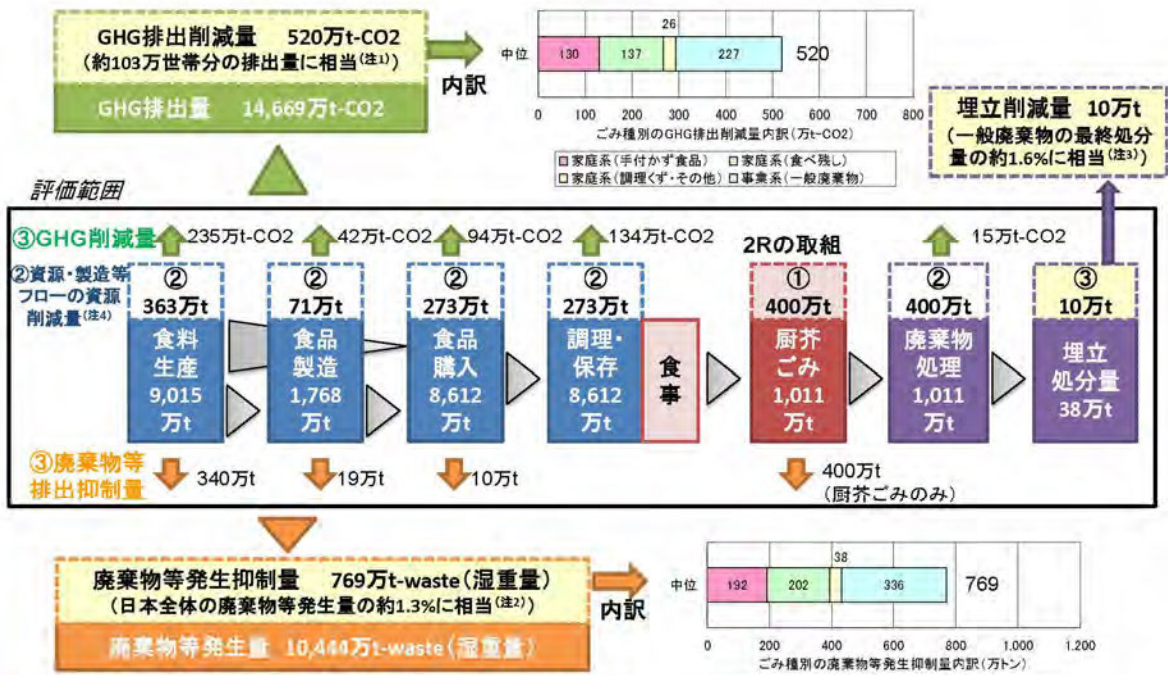 GHG排出削減量 520万t-CO2
(約103万世帯分の排出量に相当(注1))
GHG排出量 14,669万t-CO2
内訳
26
中位
130
137
227
520
0 100 200 300 400 500 600 700 800
ごみ種別のGHG排出削減量内訳(万t-CO2)
家庭系(手付かず食品) 家庭系(食べ残し)
家庭系(調理くず・その他) 事業系(一般廃棄物)
埋立削減量 10万t
(一般廃棄物の最終処分
量の約1.6%に相当(注3))
評価範囲
③GHG削減量
235万t-CO2
42万t-CO2
94万t-CO2
134万t-CO2
2Rの取組
15万t-CO2
②資源・製造等
フローの資源
削減量(注4)
②
363万t
食料
生産
9,015
万t
②
71万t
食品
製造
1,768
万t
②
273万t
食品
購入
8,612
万t
②
273万t
調理・
保存
8,612
万t
食事
①
400万t
厨芥
ごみ
1,011
万t
②
400万t
廃棄物
処理
1,011
万t
③
10万t
埋立
処分量
38万t
③廃棄物等
排出抑制量
340万t
19万t
10万t
400万t
(厨芥ごみのみ)
廃棄物等発生抑制量 769万t-waste(湿重量)
(日本全体の廃棄物等発生量の約1.3%に相当(注2))
廃棄物等発生量 10,444万t-waste(湿重量)
内訳
38
中位
192
202
336
769
0 200 400 600 800 1.000 1.200
ごみ種別の廃棄物等発生抑制量内訳(万トン)